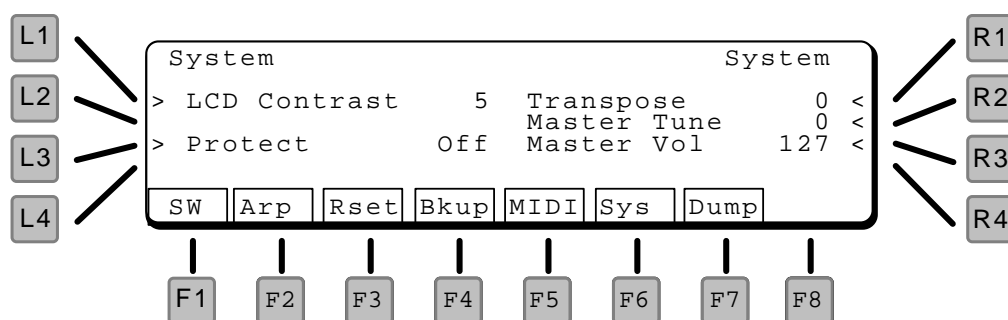 L1
L2
L3
L4
System System
> LCD Contrast 5 Transpose 0 <
Master Tune 0 <
> Protect Off Master Vol 127 <
SW Arp Rset Bkup MIDI Sys Dump
R1
R2
R3
R4
F1 F2 F3 F4 F5 F6 F7 F8